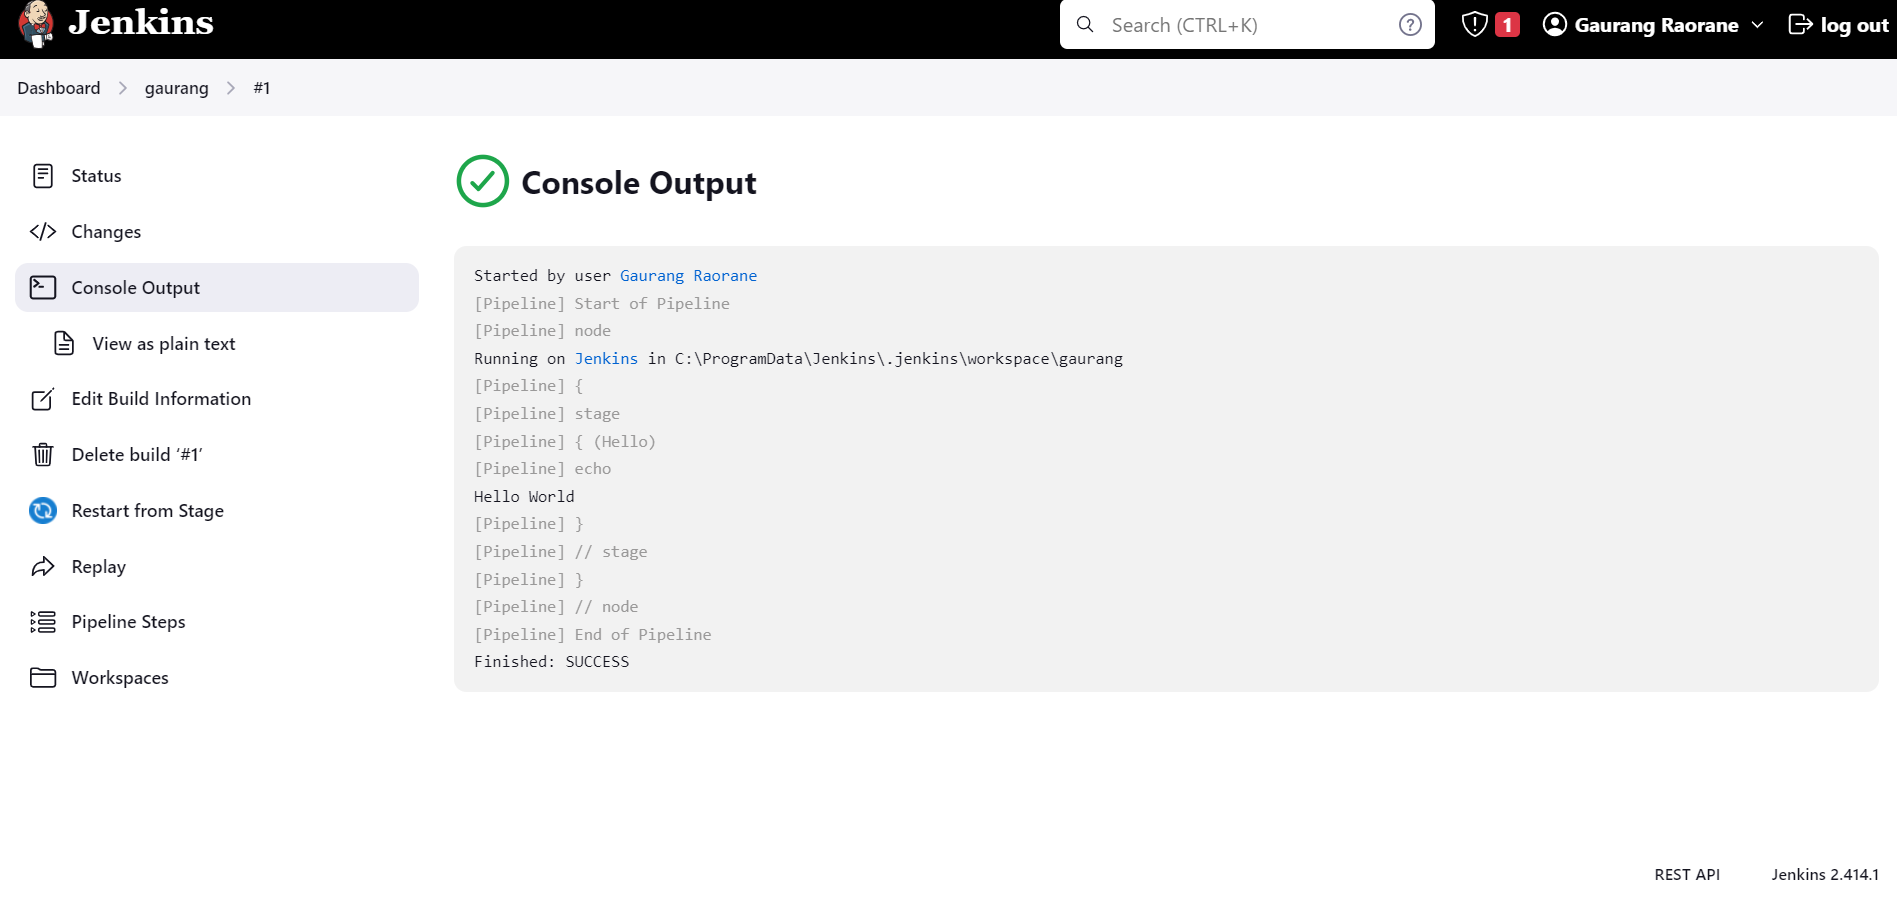 Jenkins
Search (CTRL+K)
?
1
Gaurang Raorane
log out
Dashboard
gaurang
#1
Status
Changes
Console Output
View as plain text
Edit Build Information
Delete build ‘#1’
Restart from Stage
Replay
Pipeline Steps
Workspaces
Console Output
Started by user Gaurang Raorane
[Pipeline] Start of Pipeline
[Pipeline] node
Running on Jenkins in C:\ProgramData\Jenkins\.jenkins\workspace\gaurang
[Pipeline] {
[Pipeline] stage
[Pipeline] { (Hello)
[Pipeline] echo
Hello World
[Pipeline] }
[Pipeline] // stage
[Pipeline] }
[Pipeline] // node
[Pipeline] End of Pipeline
Finished: SUCCESS
REST API
Jenkins 2.414.1